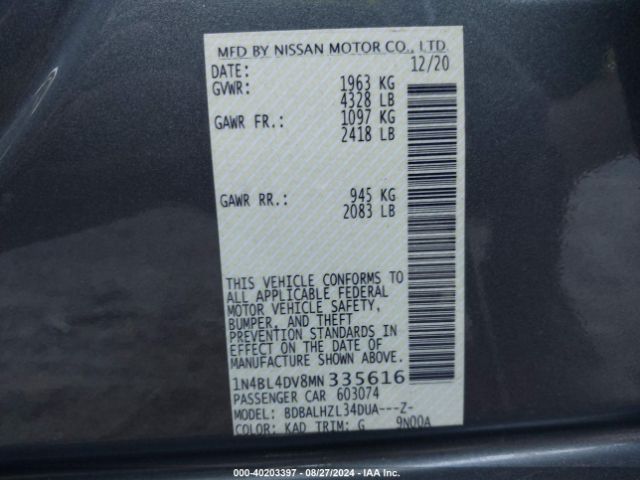 MFD BY NISSAN MOTOR CO., LTD
DATE: 12/20
GVWR: 1963 KG
4328 LB
GAWR FR.: 1097 KG
2418 LB
GAWR RR.: 945 KG
2083 LB
THIS VEHICLE CONFORMS TO
ALL APPLICABLE FEDERAL
MOTOR VEHICLE SAFETY,
BUMPER, AND THEFT
PREVENTION STANDARDS IN
EFFECT ON THE DATE OF
MANUFACTURE SHOWN ABOVE.
1N4BL4DV8MN335616
PASSENGER CAR 603074
MODEL: BDBALHZL34DUA---Z-
COLOR: KAD TRIM: G 9N00A
000-40203397 - 08/27/2024 - IAA Inc.